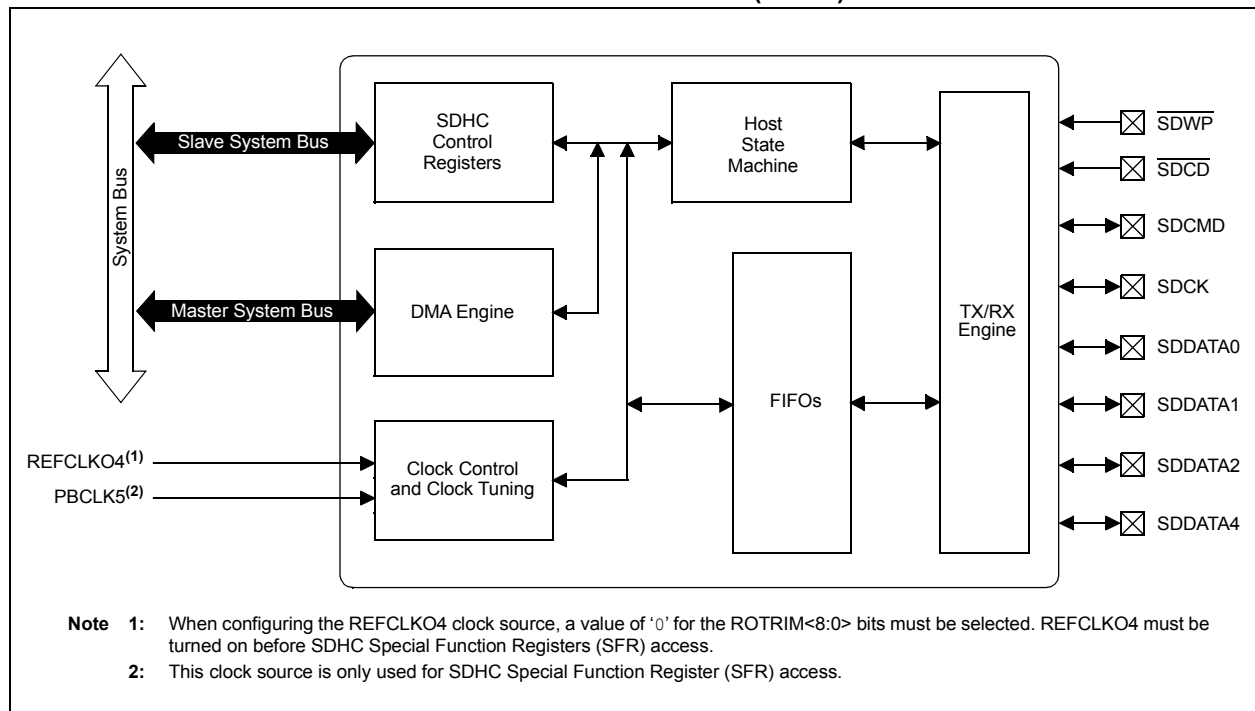 System Bus
Slave System Bus
Master System Bus
SDHC
Control
Registers
DMA Engine
Clock Control
and Clock Tuning
Host
State
Machine
FIFOs
TX/RX
Engine
REFCLKO4(1)
PBCLK5(2)
SDWP
SDCD
SDCMD
SDCK
SDDATA0
SDDATA1
SDDATA2
SDDATA4
Note 1: When configuring the REFCLKO4 clock source, a value of ‘0’ for the ROTRIM<8:0> bits must be selected. REFCLKO4 must be
turned on before SDHC Special Function Registers (SFR) access.
2: This clock source is only used for SDHC Special Function Register (SFR) access.